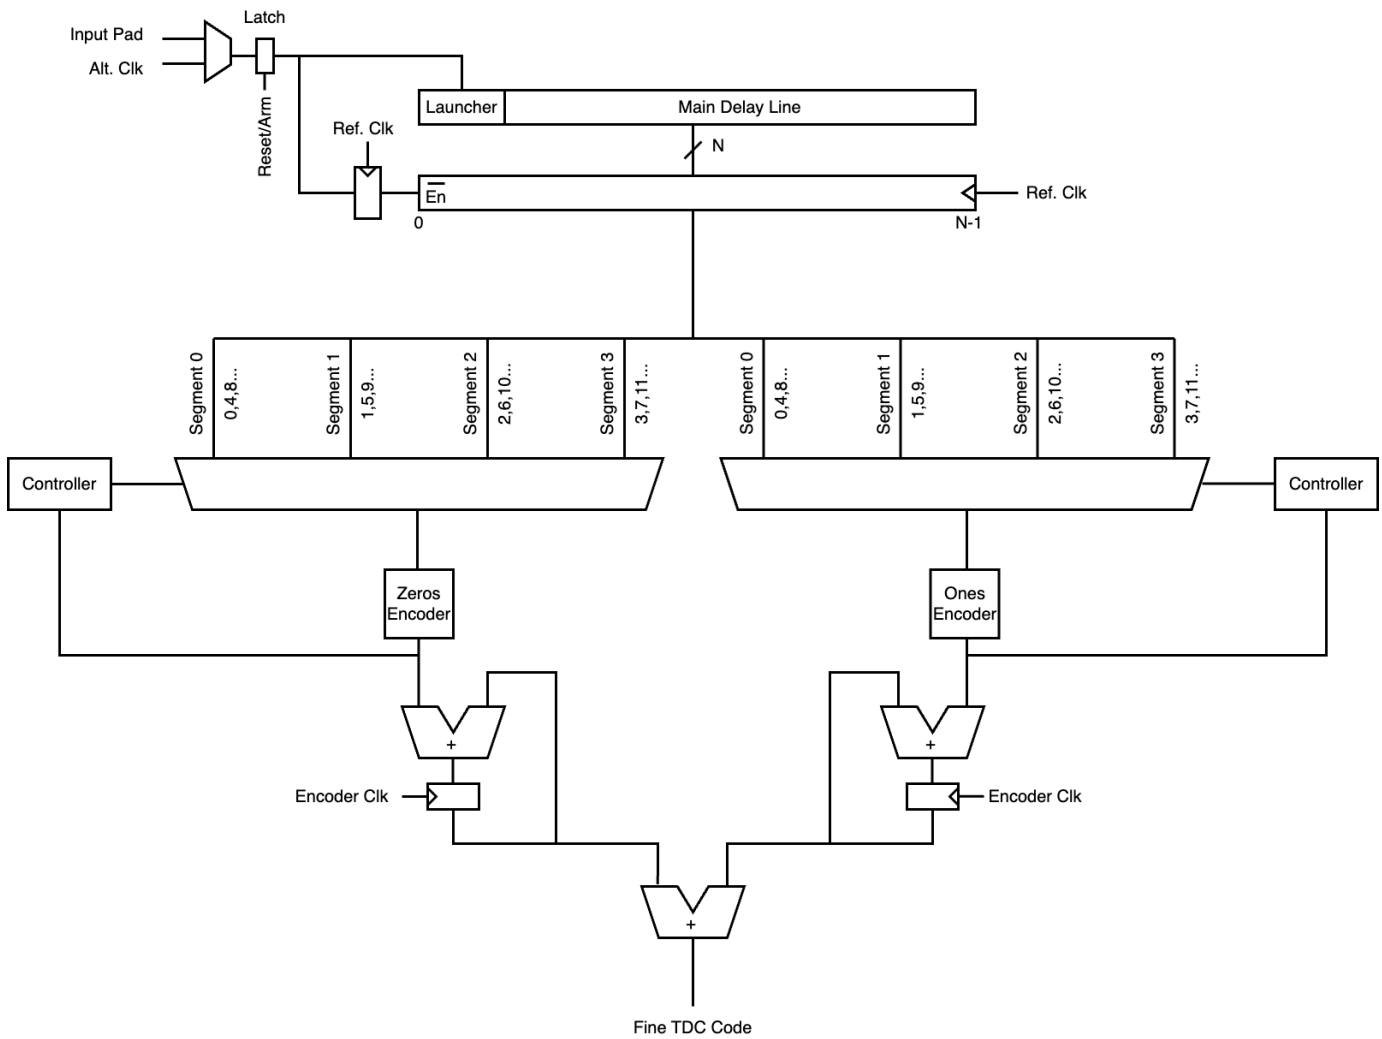 Latch
Input Pad
Alt. Clk
Reset/Arm
Launcher
Main Delay Line
Ref. Clk
N
En
Ref. Clk
0
N-1
Segment 0
0,4,8...
Segment 1
1,5,9...
Segment 2
2,6,10...
Segment 3
3,7,11...
Segment 0
0,4,8...
Segment 1
1,5,9...
Segment 2
2,6,10...
Segment 3
3,7,11...
Controller
Controller
Zeros
Encoder
Ones
Encoder
+
+
Encoder Clk
Encoder Clk
+
Fine TDC Code